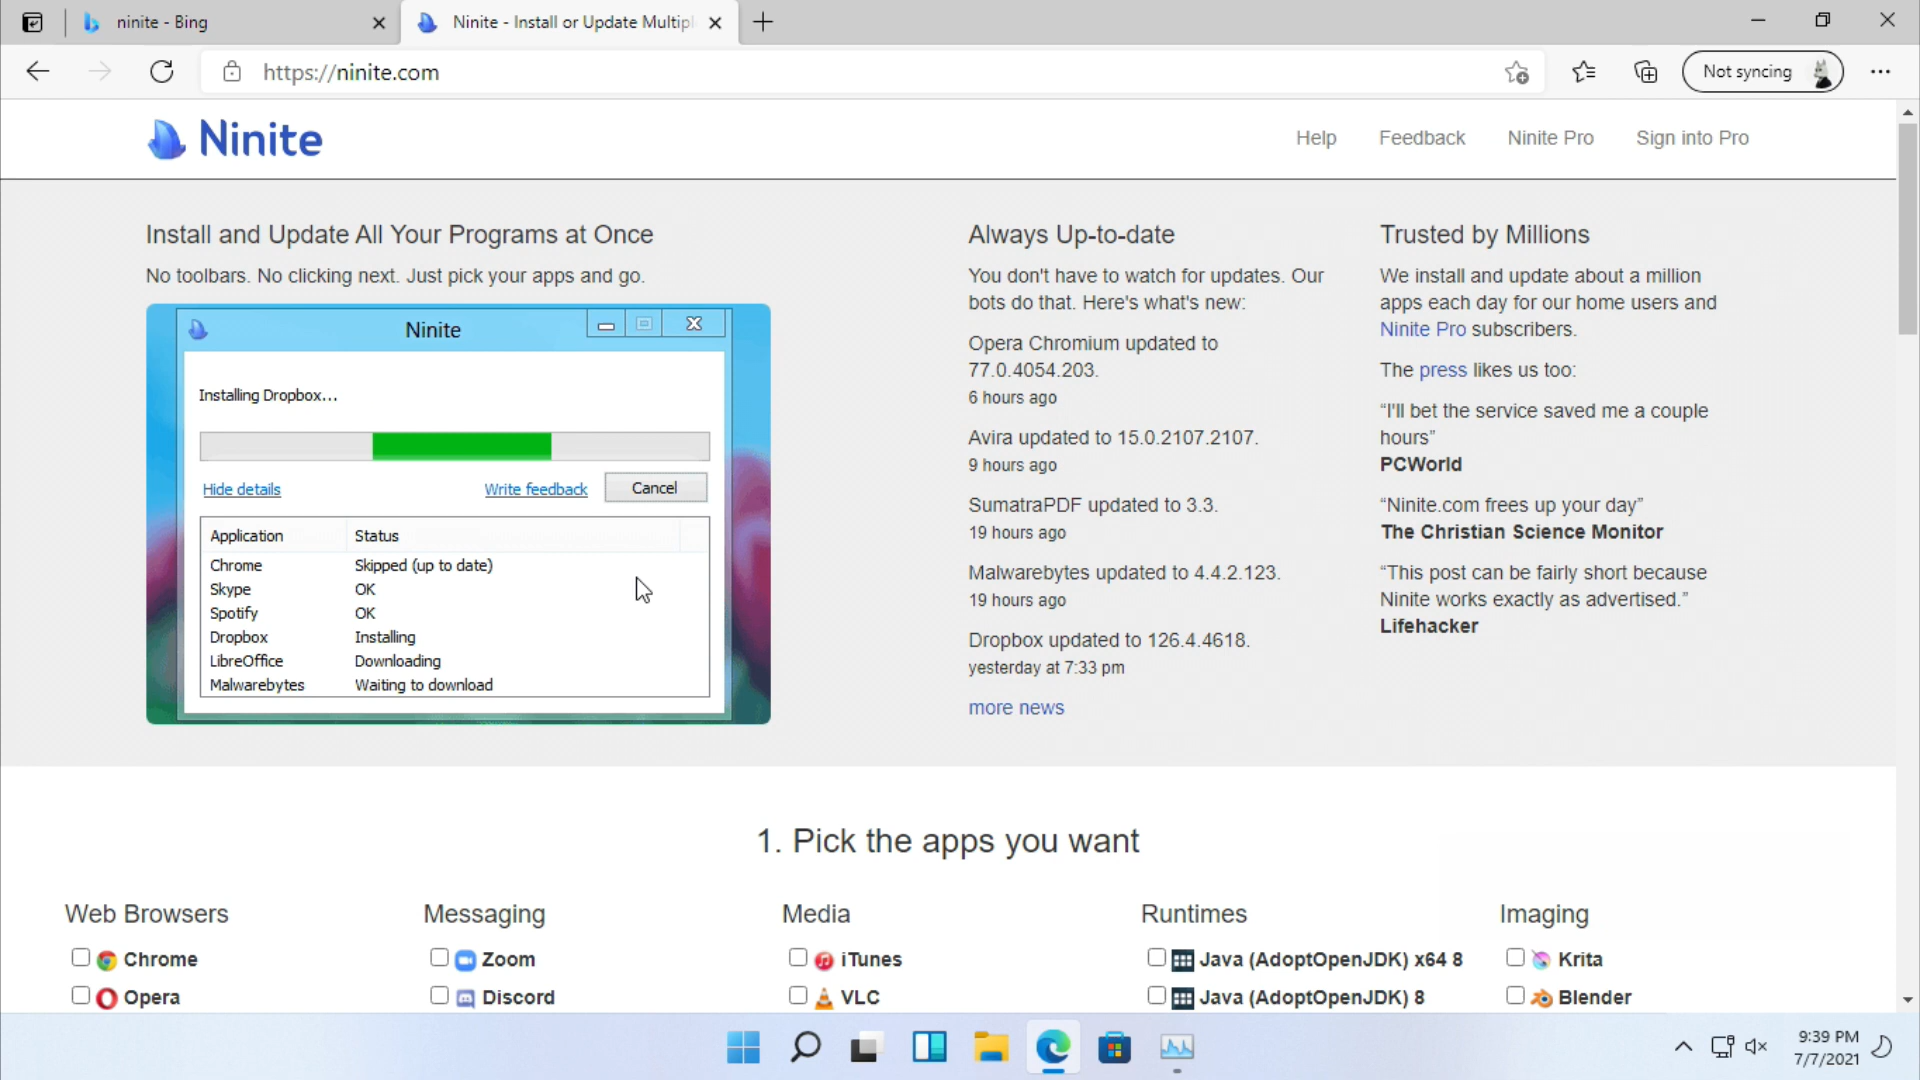 ninite - Bing
Ninite - Install or Update Multipl
https://ninite.com
Not syncing
Ninite
Help
Feedback
Ninite Pro
Sign into Pro
Install and Update All Your Programs at Once
No toolbars. No clicking next. Just pick your apps and go.
Ninite
Installing Dropbox...
Hide details
Write feedback
Cancel
Application Status
Chrome Skipped (up to date)
Skype OK
Spotify OK
Dropbox Installing
LibreOffice Downloading
Malwarebytes Waiting to download
Always Up-to-date
You don't have to watch for updates. Our
bots do that. Here's what's new:
Opera Chromium updated to
77.0.4054.203.
6 hours ago
Avira updated to 15.0.2107.2107.
9 hours ago
SumatraPDF updated to 3.3.
19 hours ago
Malwarebytes updated to 4.4.2.123.
19 hours ago
Dropbox updated to 126.4.4618.
yesterday at 7:33 pm
more news
Trusted by Millions
We install and update about a million
apps each day for our home users and
Ninite Pro subscribers.
The press likes us too:
“I'll bet the service saved me a couple
hours”
PCWorld
“Ninite.com frees up your day”
The Christian Science Monitor
“This post can be fairly short because
Ninite works exactly as advertised.”
Lifehacker
1. Pick the apps you want
Web Browsers
Chrome
Opera
Messaging
Zoom
Discord
Media
iTunes
VLC
Runtimes
Java (AdoptOpenJDK) x64 8
Java (AdoptOpenJDK) 8
Imaging
Krita
Blender
9:39 PM
7/7/2021